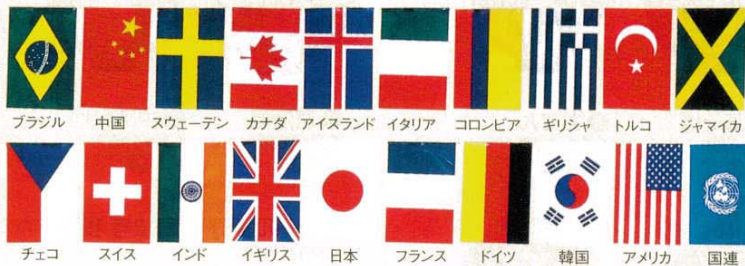 ブラジル 中国 スウェーデン カナダ アイスランド イタリア コロンビア ギリシャ トルコ ジャマイカ
チェコ スイス インド イギリス 日本 フランス ドイツ 韓国 アメリカ 国連